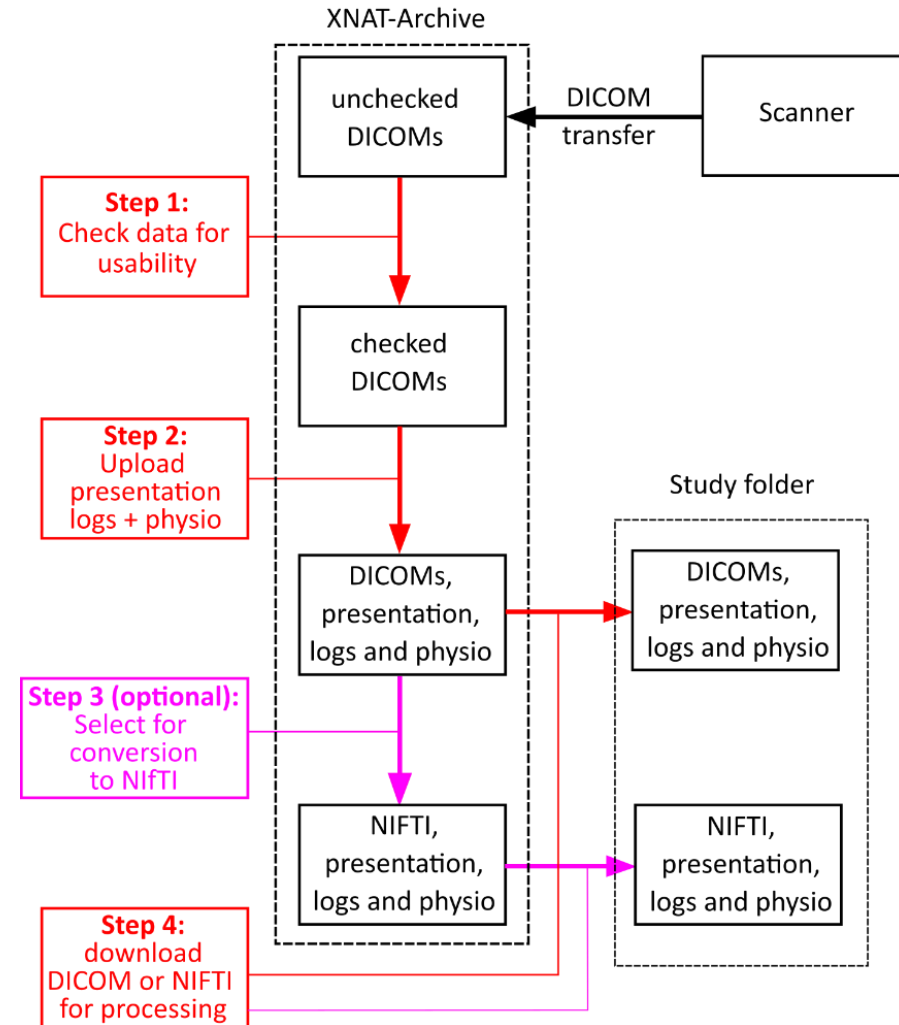 XNAT-Archive
unchecked
DICOMs
DICOM
transfer
Scanner
Step 1:
Check data for
usability
checked
DICOMs
Step 2:
Upload
presentation
logs + physio
Study folder
DICOMs,
presentation,
logs and physio
DICOMs,
presentation,
logs and physio
Step 3 (optional):
Select for
conversion
to NIfTI
NIFTI,
presentation,
logs and physio
NIFTI,
presentation,
logs and physio
Step 4:
download
DICOM or NIFTI
for processing